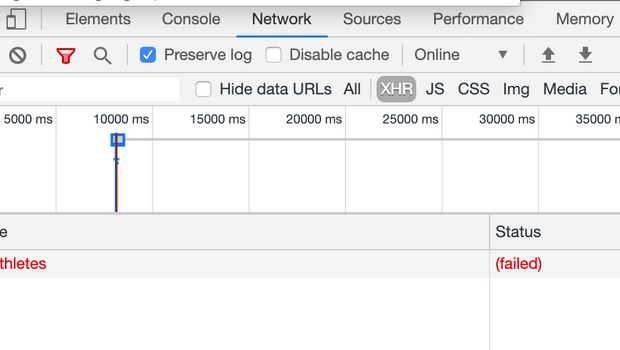 Elements Console Network Sources Performance Memory
Preserve log Disable cache Online
Hide data URLs All XHR JS CSS Img Media Fo
5000 ms 10000 ms 15000 ms 20000 ms 25000 ms 30000 ms 35000 m
e Status
thletes (failed)